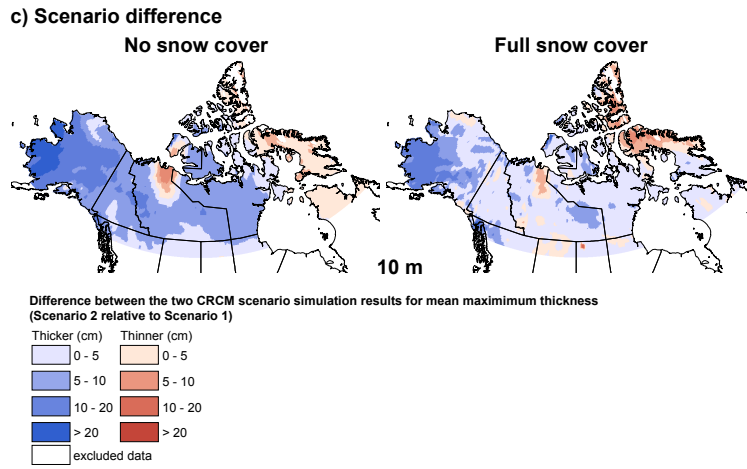 c) Scenario difference
No snow cover
Full snow cover
10 m
Difference between the two CRCM scenario simulation results for mean maximimum thickness
(Scenario 2 relative to Scenario 1)
Thicker (cm) Thinner (cm)
0 - 5 0 - 5
5 - 10 5 - 10
10 - 20 10 - 20
> 20 > 20
excluded data